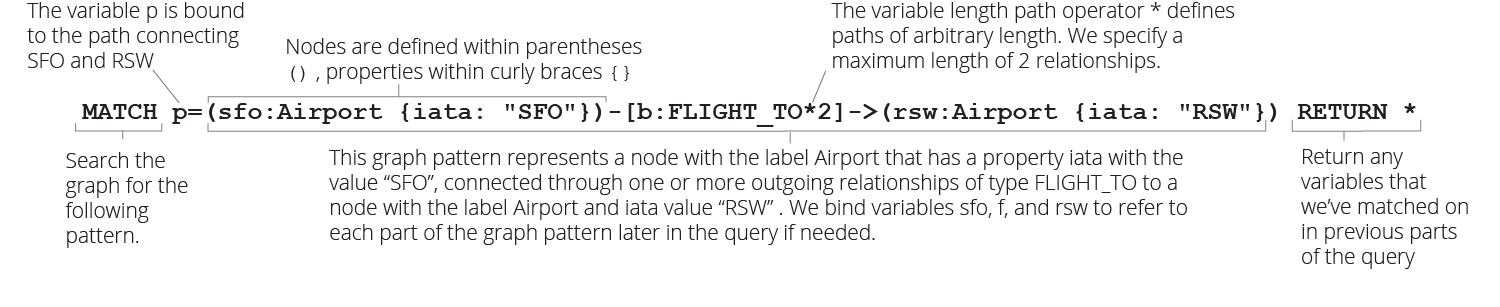 The variable p is bound
to the path connecting
SFO and RSW
Nodes are defined within parentheses
() , properties within curly braces {}
The variable length path operator * defines
paths of arbitrary length. We specify a
maximum length of 2 relationships.
MATCH p=(sfo:Airport {iata: "SFO"})-[b:FLIGHT_TO*2]->(rsw:Airport {iata: "RSW"}) RETURN *
Search the
graph for the
following
pattern.
This graph pattern represents a node with the label Airport that has a property iata with the
value “SFO”, connected through one or more outgoing relationships of type FLIGHT_TO to a
node with the label Airport and iata value “RSW” . We bind variables sfo, f, and rsw to refer to
each part of the graph pattern later in the query if needed.
Return any
variables that
we’ve matched on
in previous parts
of the query